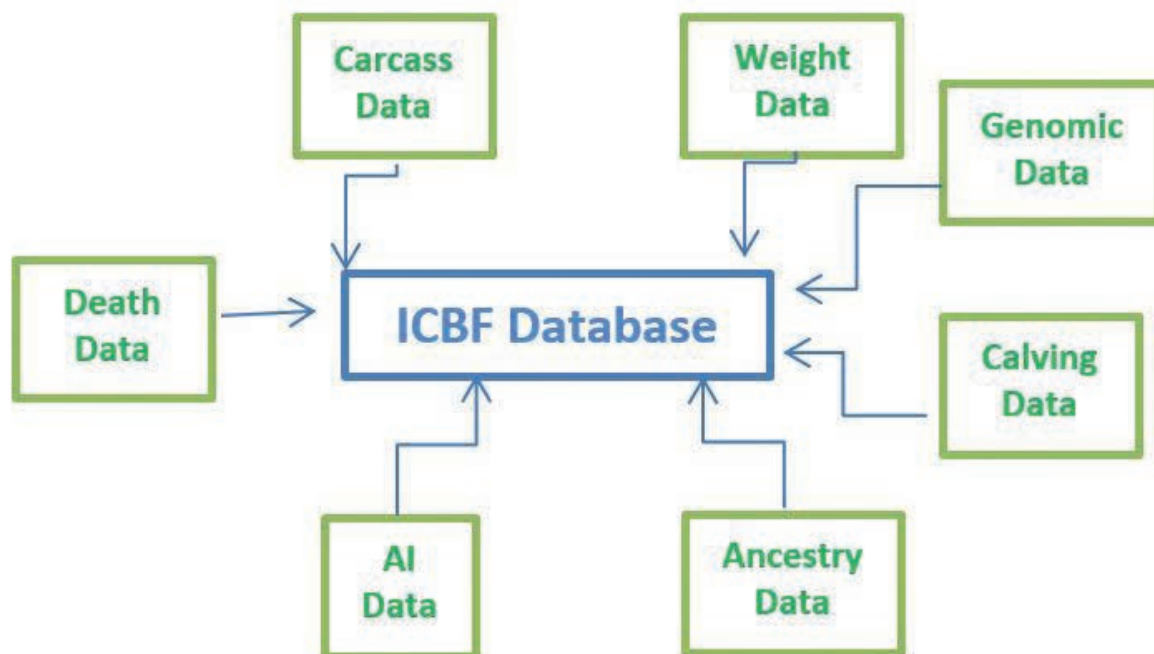 Carcass
Data
Weight
Data
Genomic
Data
Death
Data
ICBF Database
Calving
Data
AI
Data
Ancestry
Data